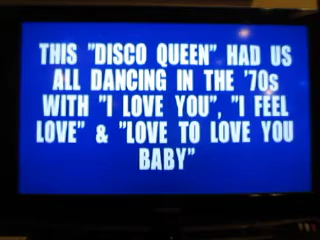 THIS "DISCO QUEEN" HAD US
ALL DANCING IN THE '70s
WITH "I LOVE YOU", "I FEEL
LOVE" & "LOVE TO LOVE YOU
BABY"